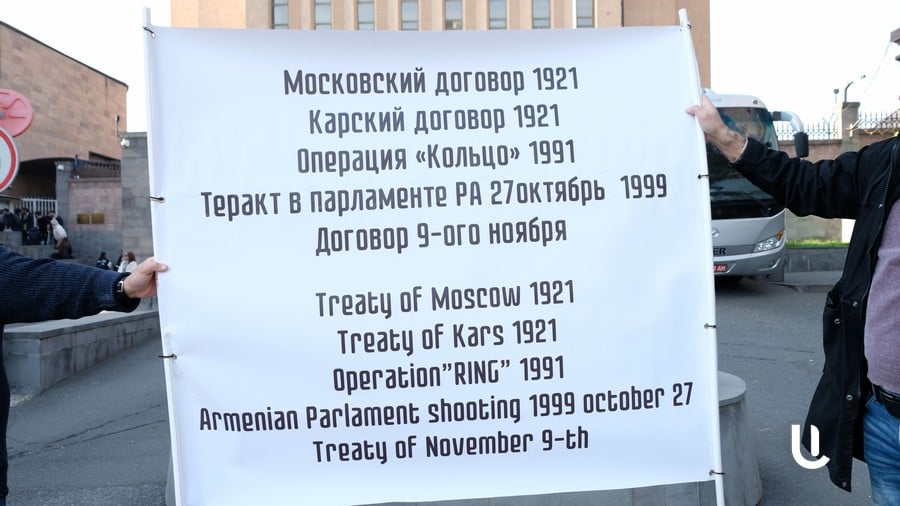 Московский договор 1921
Карский договор 1921
Операция «Кольцо» 1991
Теракт в парламенте РА 27октябрь 1999
Договор 9-ого ноября
Treaty of Moscow 1921
Treaty of Kars 1921
Operation”RING” 1991
Armenian Parlament shooting 1999 october 27
Treaty of November 9-th